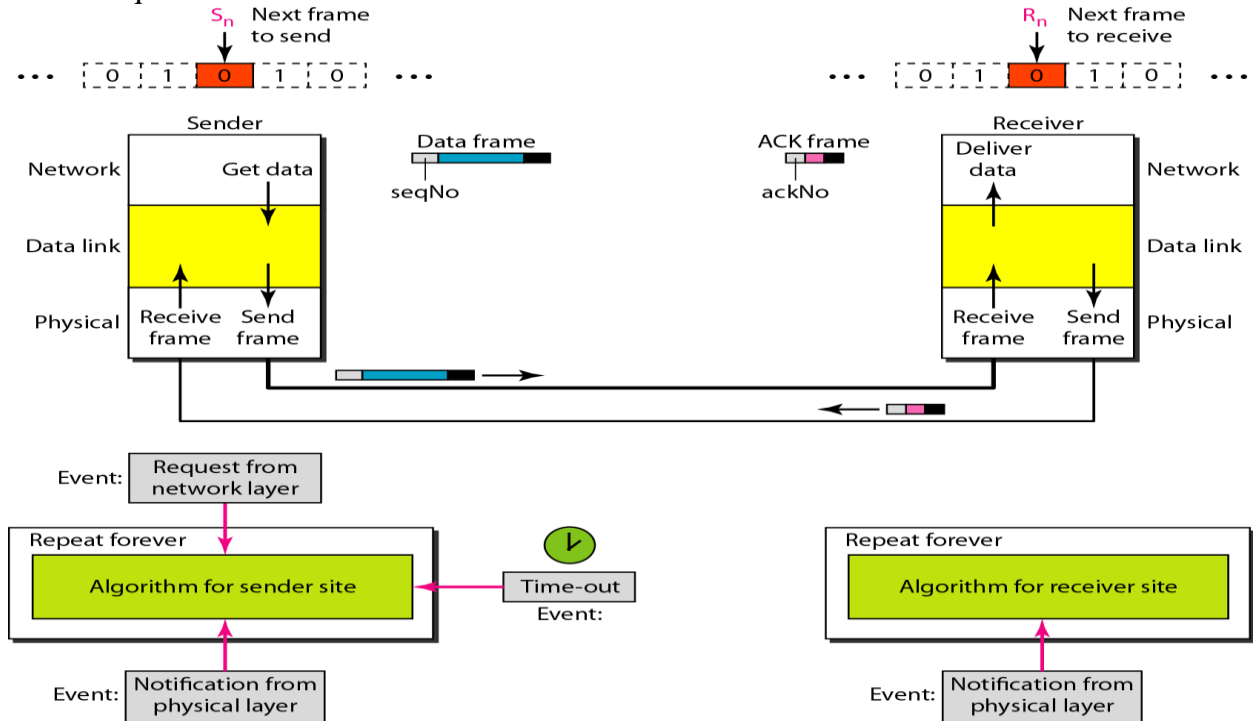 Sn Next frame
to send
Rn Next frame
to receive
... 0 1 0 1 0 ...
... 0 1 0 1 0 ...
Sender
Data frame
ACK frame
Receiver
Network
Get data
seqNo
ackNo
Deliver
data
Network
Data link
Data link
Physical
Receive
frame
Send
frame
Receive
frame
Send
frame
Physical
Event:
Request from
network layer
Repeat forever
Algorithm for sender site
Time-out
Event:
Repeat forever
Algorithm for receiver site
Event:
Notification from
physical layer
Event:
Notification from
physical layer